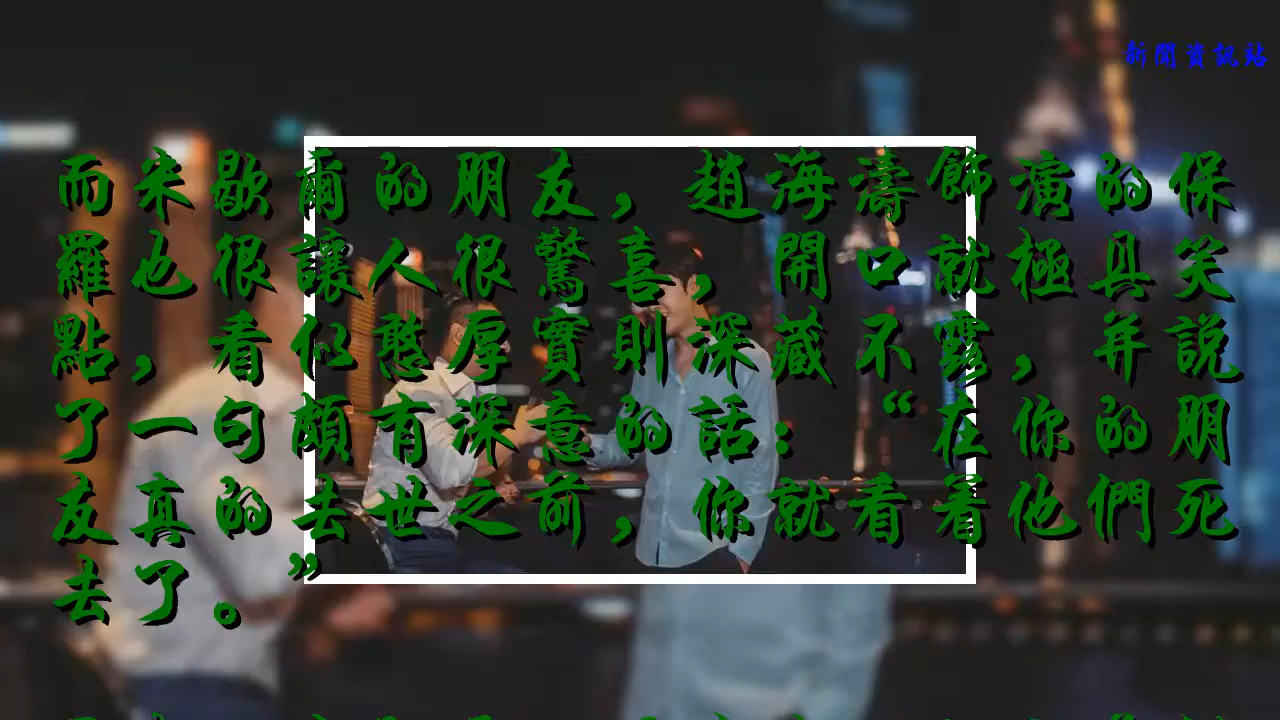 新聞資訊站
而米歇爾的朋友，趙海濤飾演的保
羅也很讓人很驚喜，開口就極具笑
點，看似憨厚實則深藏不露，并説
了一句頗有深意的話：“在你的朋
友真的去世之前，你就看着他們死
去了。”